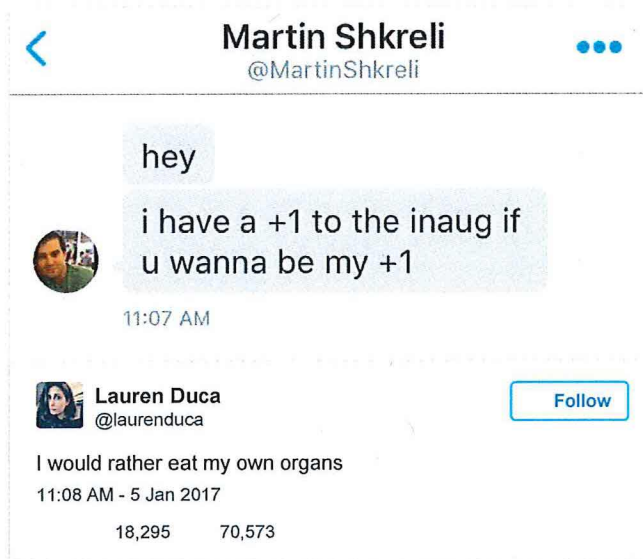 Martin Shkreli
@MartinShkreli
hey
i have a +1 to the inaug if
u wanna be my +1
11:07 AM
Lauren Duca
@laurenduca
Follow
I would rather eat my own organs
11:08 AM - 5 Jan 2017
18,295 70,573